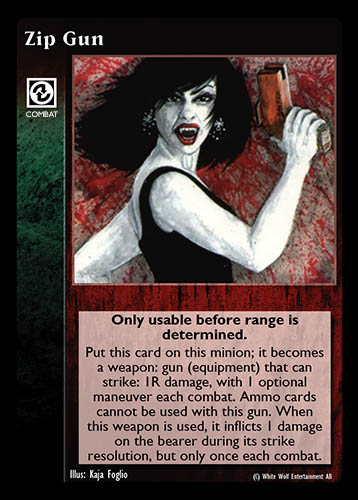 Zip Gun
COMBAT
Only usable before range is
determined.
Put this card on this minion; it becomes
a weapon: gun (equipment) that can
strike: 1R damage, with 1 optional
maneuver each combat. Ammo cards
cannot be used with this gun. When
this weapon is used, it inflicts 1 damage
on the bearer during its strike
resolution, but only once each combat.
Illus: Kaja Foglio
(C) White Wolf Entertainment AB